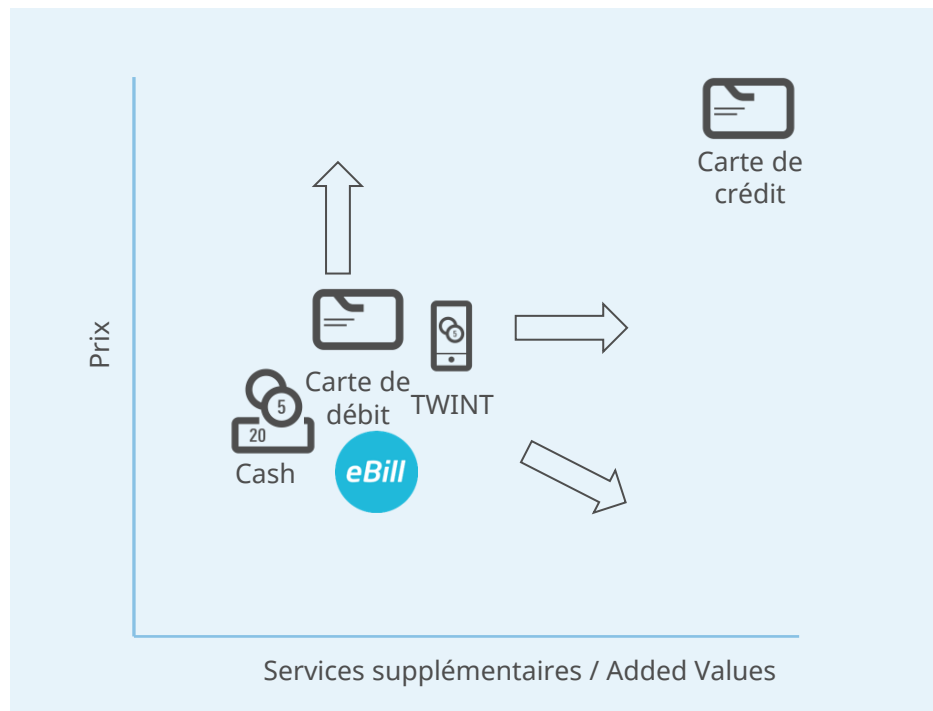 Carte de
crédit
Prix
5
Carte de
débit
TWINT
5
20
Cash
eBill
Services supplémentaires / Added Values